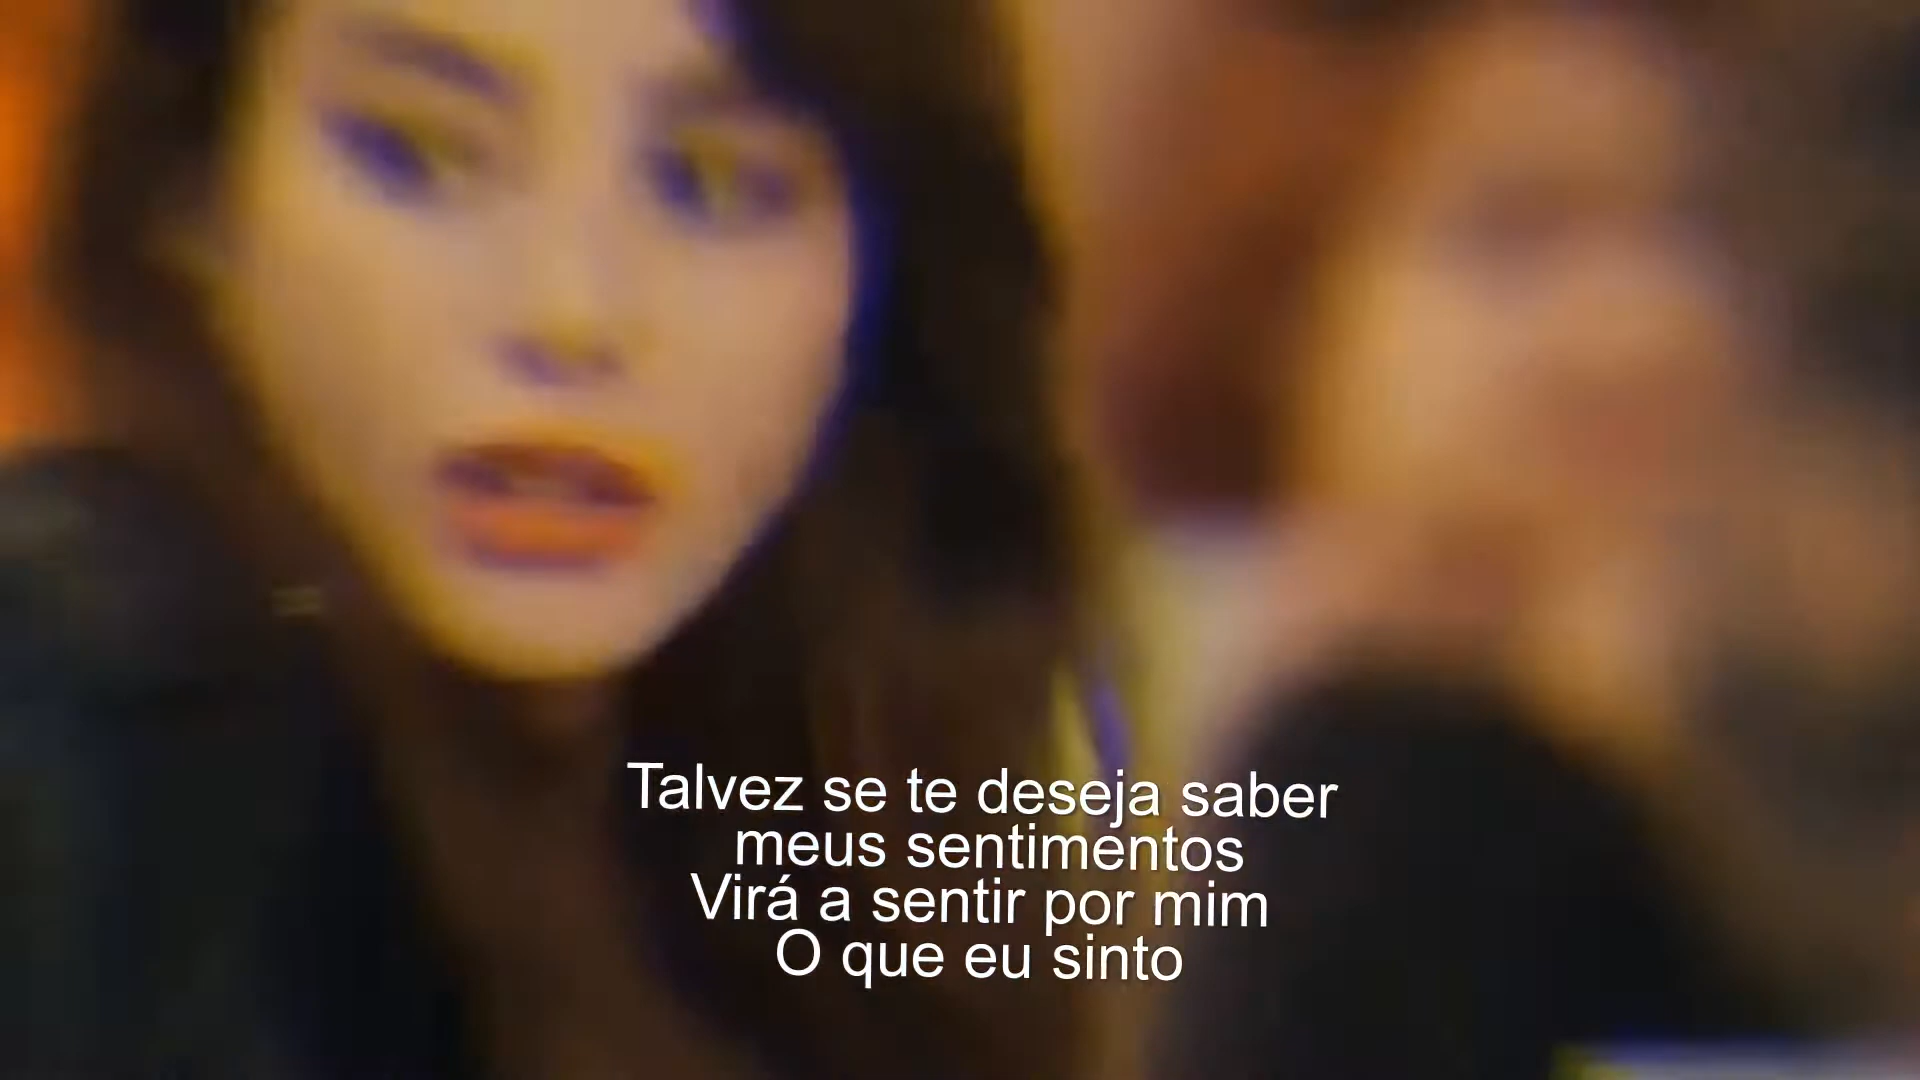 Talvez se te deseja saber
meus sentimentos
Virá a sentir por mim
O que eu sinto